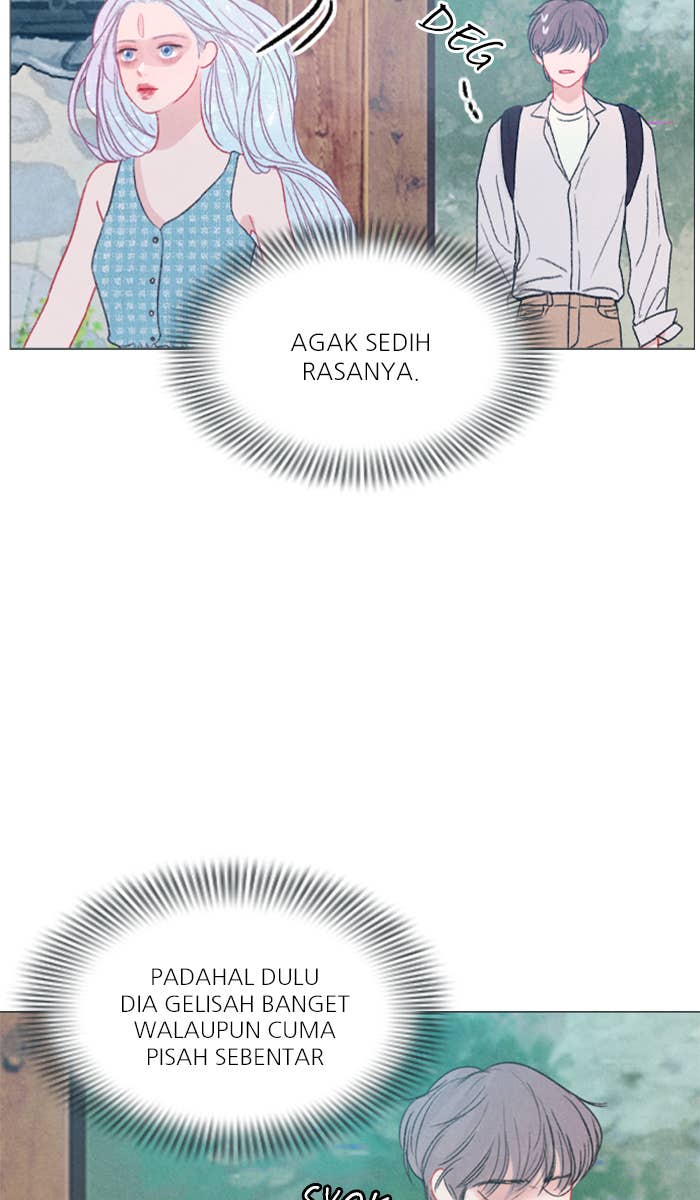 DEG
AGAK SEDIH
RASANYA.
PADAHAL DULU
DIA GELISAH BANGET
WALAUPUN CUMA
PISAH SEBENTAR